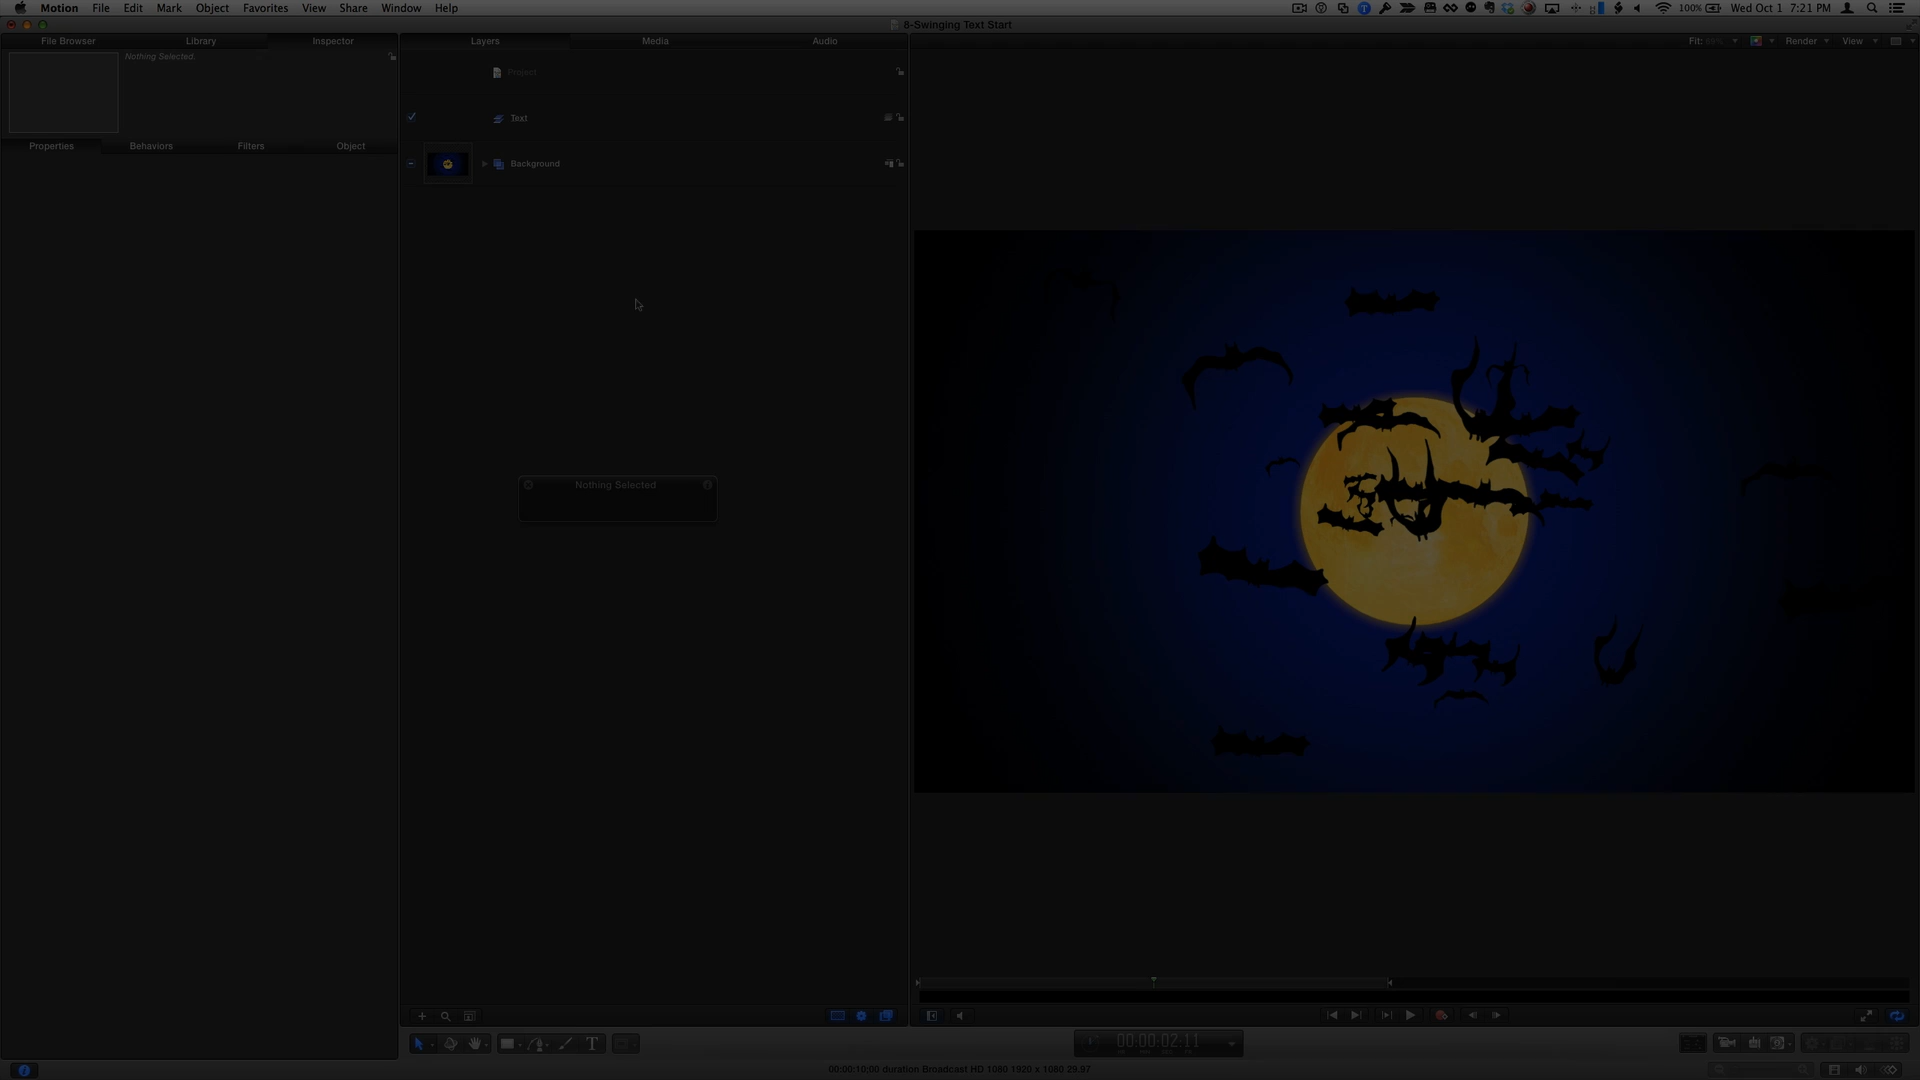 Motion File Edit Mark Object Favorites View Share Window Help 100% Wed Oct 1 7:21 PM
8-Swinging Text Start
File Browser Library Inspector Layers Media Audio Fit: Render View
Nothing Selected.
Project
Text
Properties Behaviors Filters Object
Background
Nothing Selected
00:00:02:11
00:00:10:00 duration Broadcast HD 1080 1920 x 1080 29.97